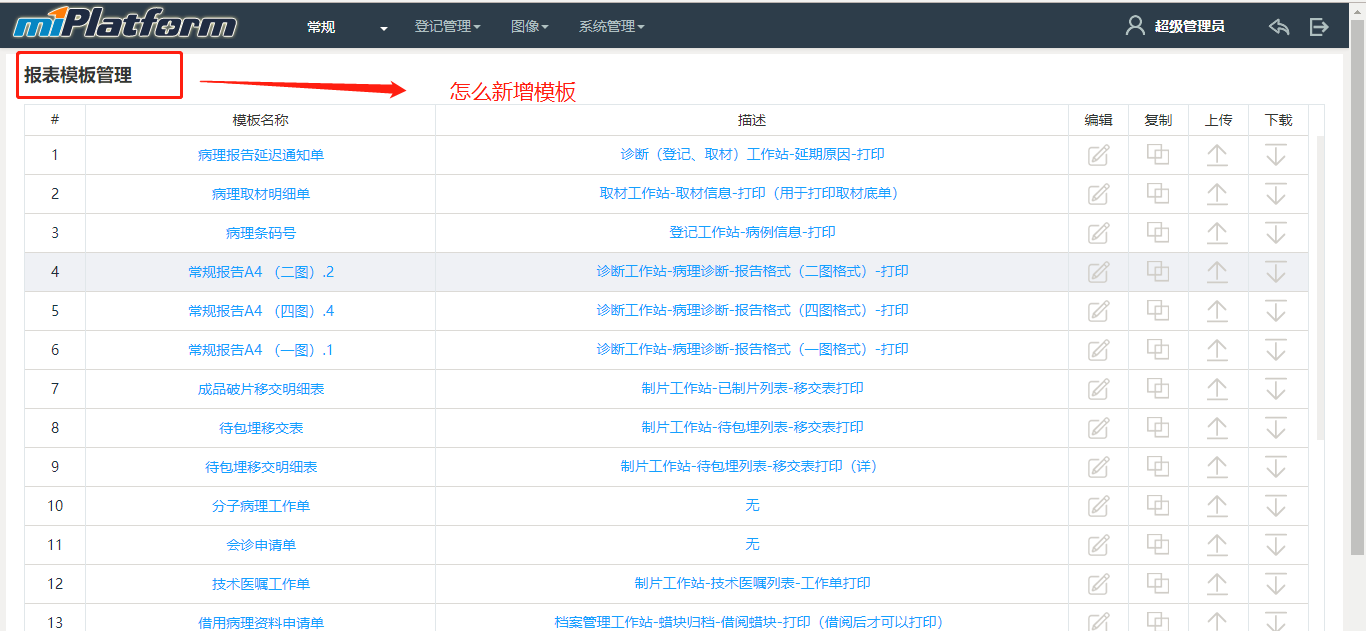 miPlatform 常规 登记管理 图像 系统管理 超级管理员
报表模板管理
怎么新增模板
# 模板名称 描述 编辑 复制 上传 下载
1 病理报告延迟通知单 诊断（登记、取材）工作站-延期原因-打印
2 病理取材明细单 取材工作站-取材信息-打印（用于打印取材底单）
3 病理条码号 登记工作站-病例信息-打印
4 常规报告A4 （二图）.2 诊断工作站-病理诊断-报告格式（二图格式）-打印
5 常规报告A4 （四图）.4 诊断工作站-病理诊断-报告格式（四图格式）-打印
6 常规报告A4 （一图）.1 诊断工作站-病理诊断-报告格式（一图格式）-打印
7 成品破片移交明细表 制片工作站-已制片列表-移交表打印
8 待包埋移交表 制片工作站-待包埋列表-移交表打印
9 待包埋移交明细表 制片工作站-待包埋列表-移交表打印（详）
10 分子病理工作单 无
11 会诊申请单 无
12 技术医嘱工作单 制片工作站-技术医嘱列表-工作单打印
13 借用病理资料申请单 档案管理工作站-蜡块归档-借阅蜡块-打印（借阅后才可以打印）